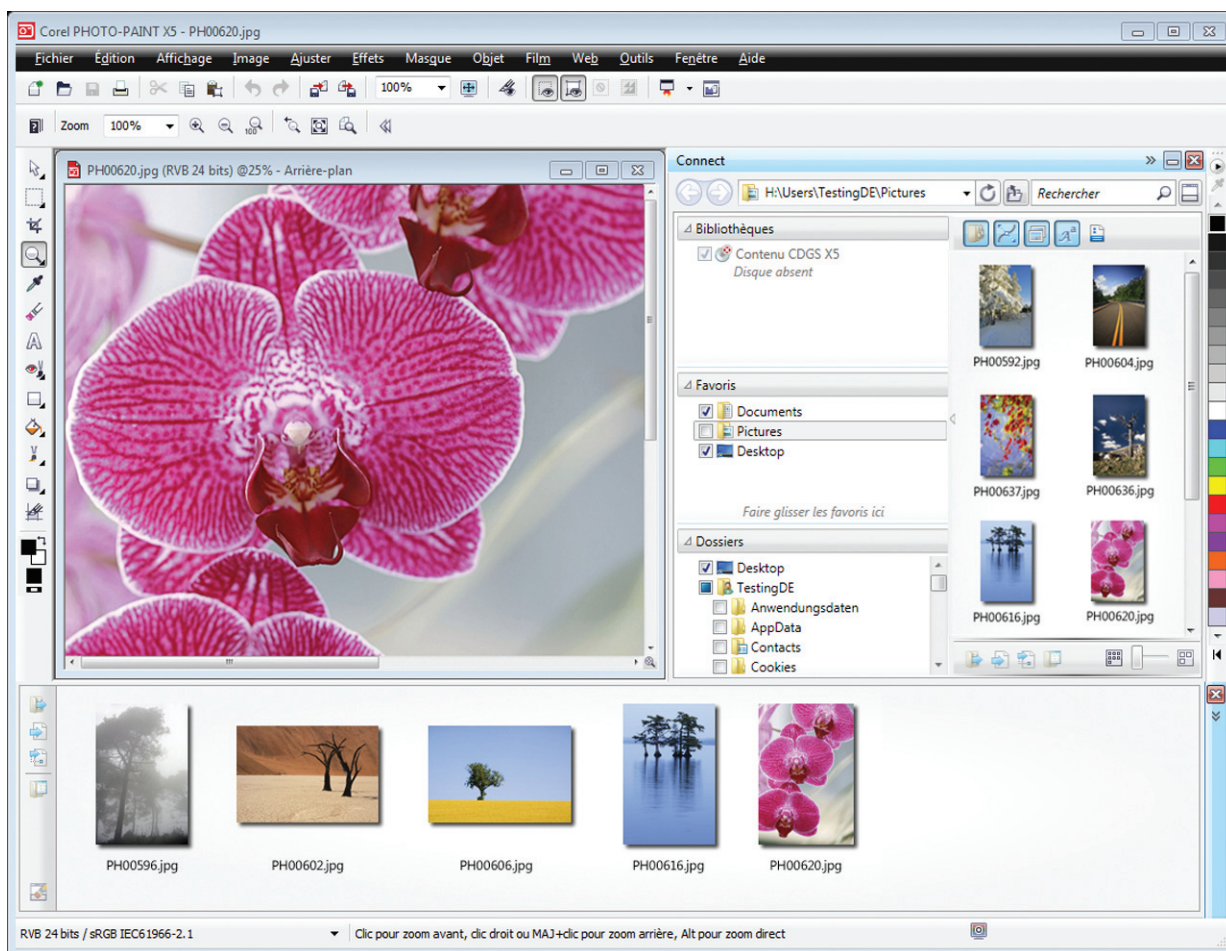 Corel PHOTO-PAINT X5 - PH00620.jpg
Fichier Édition Affichage Image Ajuster Effets Masque Objet Film Web Outils Fenêtre Aide
100%
Zoom 100% 100
PH00620.jpg (RVB 24 bits) @25% - Arrière-plan
Connect
H:\Users\TestingDE\Pictures Rechercher
Bibliothèques
Contenu CDGS X5
Disque absent
Favoris
Documents
Pictures
Desktop
Faire glisser les favoris ici
Dossiers
Desktop
TestingDE
Anwendungsdaten
AppData
Contacts
Cookies
PH00592.jpg PH00604.jpg
PH00637.jpg PH00636.jpg
PH00616.jpg PH00620.jpg
PH00596.jpg PH00602.jpg PH00606.jpg PH00616.jpg PH00620.jpg
RVB 24 bits / sRGB IEC61966-2.1 Clic pour zoom avant, clic droit ou MAJ+clic pour zoom arrière, Alt pour zoom direct